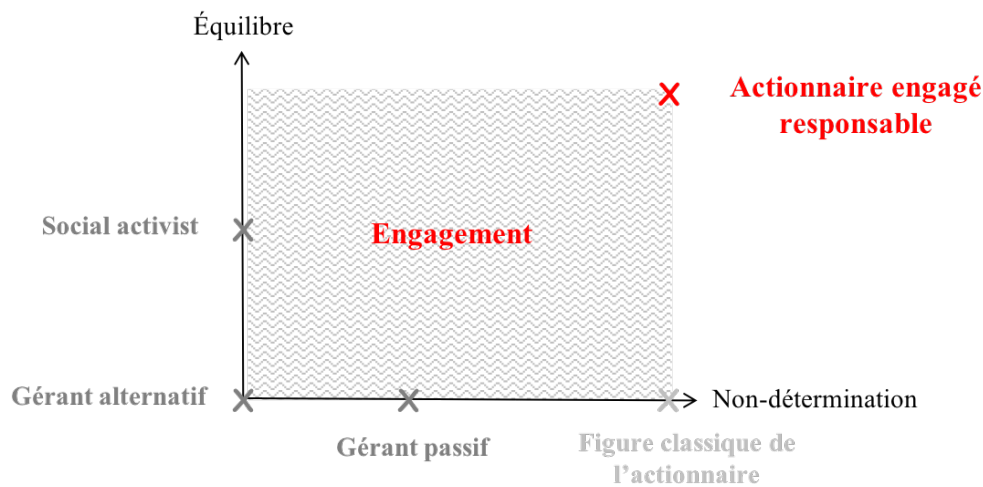 Équilibre
Actionnaire engagé
responsable
Social activist
Engagement
Gérant alternatif
Non-détermination
Gérant passif
Figure classique de
l’actionnaire